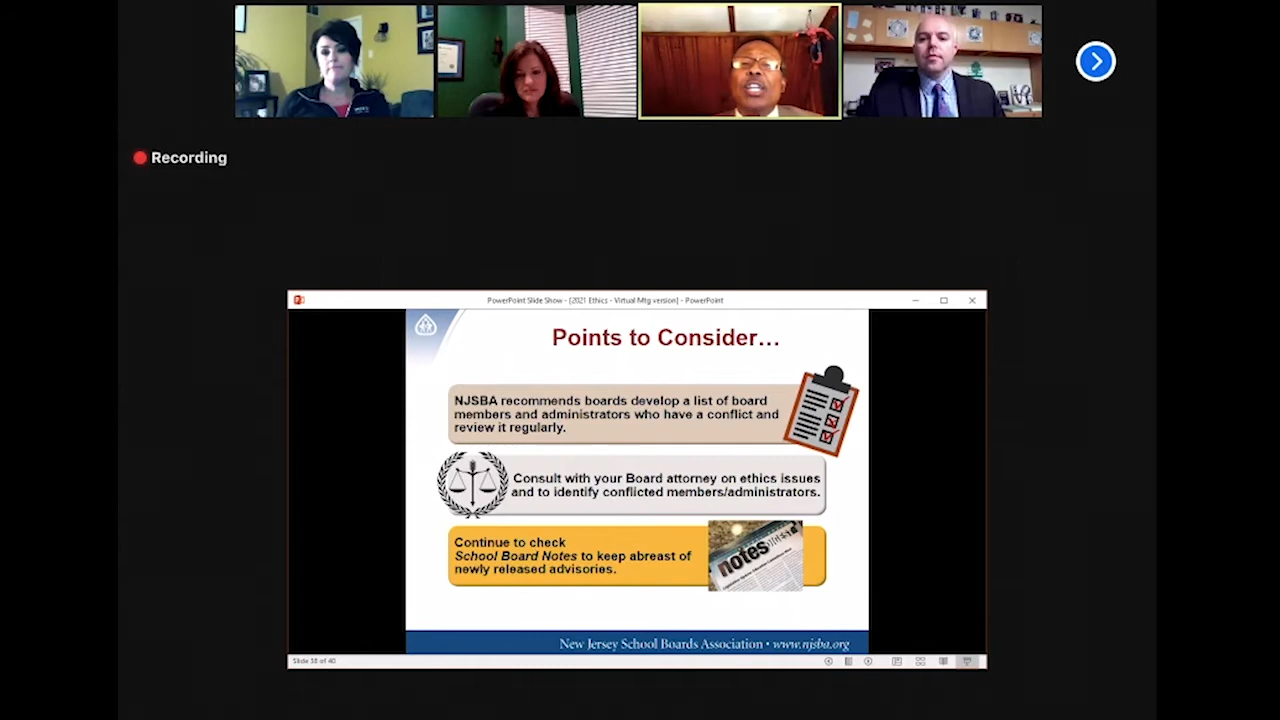 Recording
PowerPoint Slide Show - [2021 Ethics - Virtual Mtg version] - PowerPoint
Points to Consider...
NJSBA recommends boards develop a list of board
members and administrators who have a conflict and
review it regularly.
Consult with your Board attorney on ethics issues
and to identify conflicted members/administrators.
Continue to check
School Board Notes to keep abreast of
newly released advisories.
notes
New Jersey School Boards Association • www.njsba.org
Slide 38 of 40